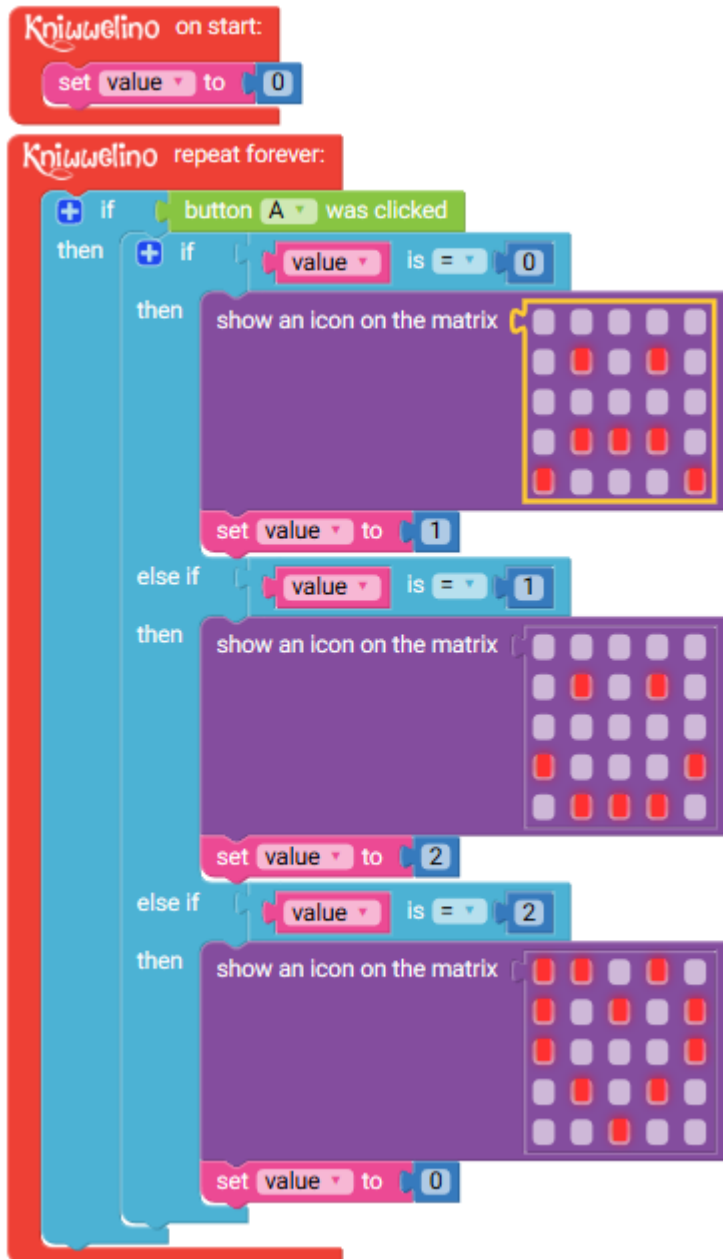 Kniwwelino on start:
set value to 0
Kniwwelino repeat forever:
if button A was clicked
then if value is = 0
then show an icon on the matrix
set value to 1
else if value is = 1
then show an icon on the matrix
set value to 2
else if value is = 2
then show an icon on the matrix
set value to 0